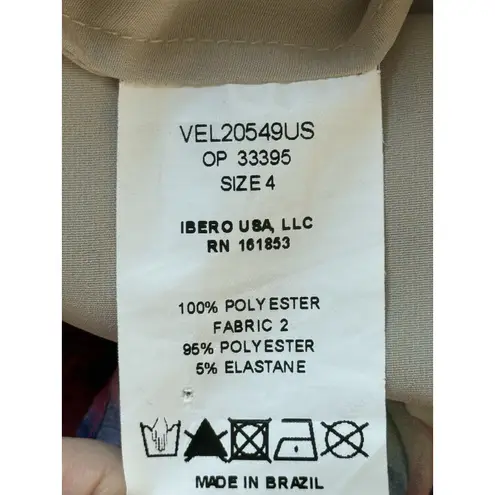 VEL20549US
OP 33395
SIZE 4
IBERO USA, LLC
RN 161853
100% POLYESTER
FABRIC 2
95% POLYESTER
5% ELASTANE
MADE IN BRAZIL